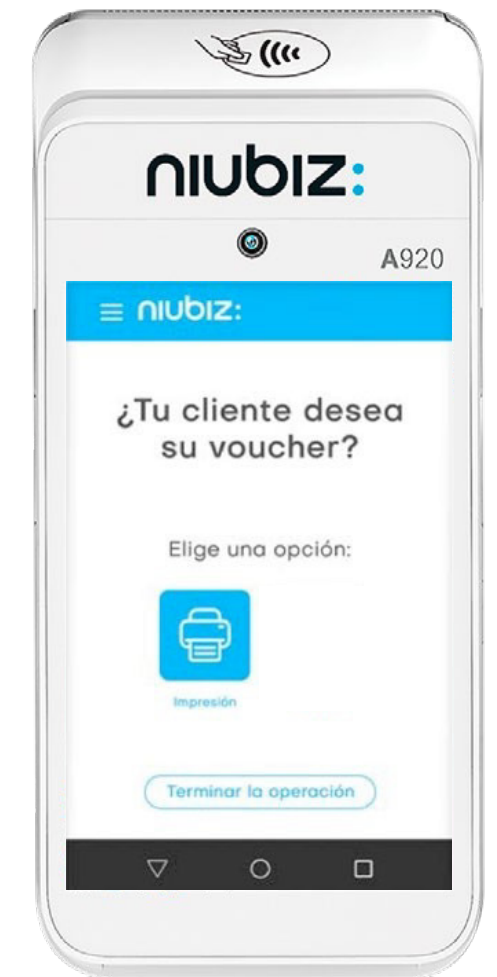 niubiz:
A920
niubiz:
¿Tu cliente desea
su voucher?
Elige una opción:
Impresión
Terminar la operación